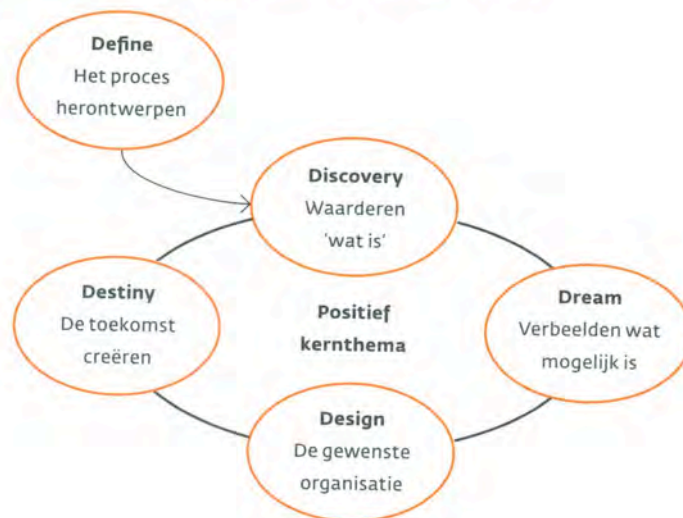 Define
Het proces
herontwerpen
Discovery
Waarderen
'wat is'
Destiny
De toekomst
creëren
Positief
kernthema
Dream
Verbeelden wat
mogelijk is
Design
De gewenste
organisatie